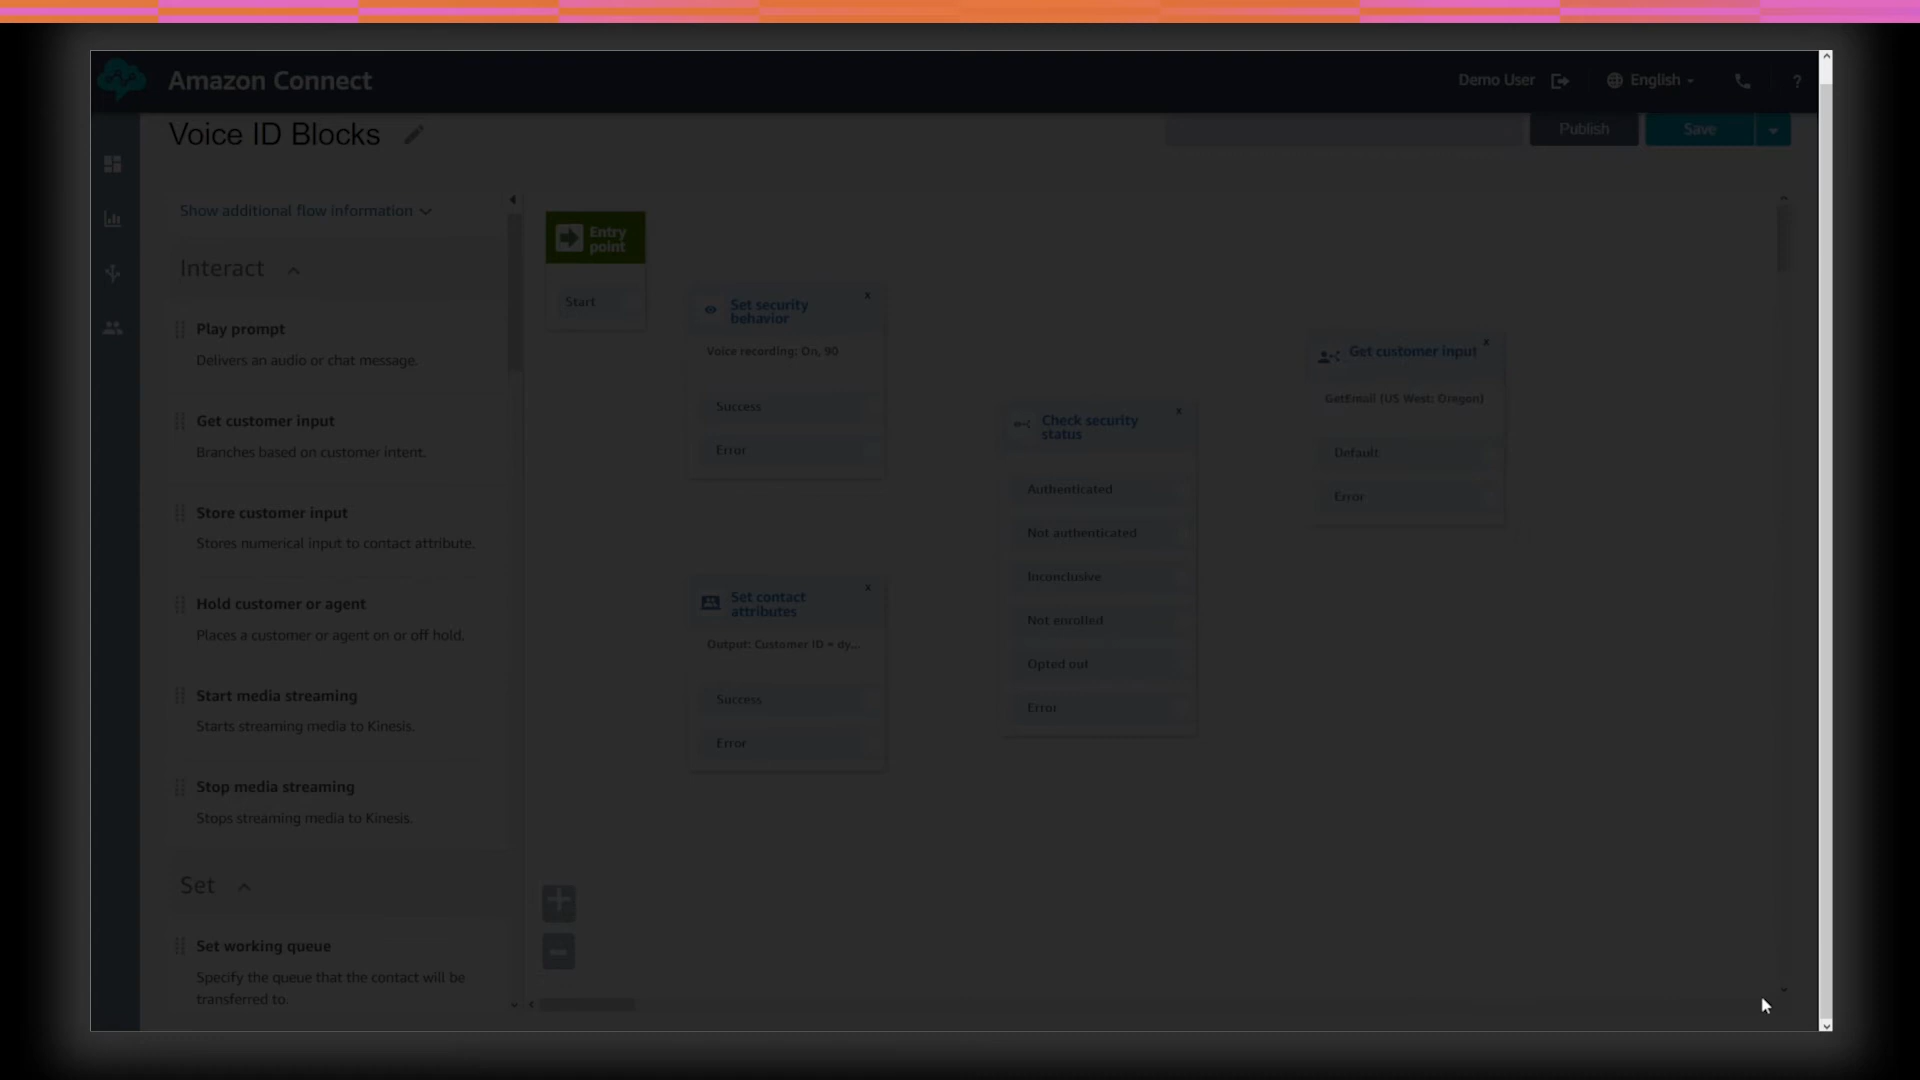 Amazon Connect
Demo User
English
?
Voice ID Blocks
Publish
Save
Show additional flow information
Interact
Play prompt
Delivers an audio or chat message.
Get customer input
Branches based on customer intent.
Store customer input
Stores numerical input to contact attribute.
Hold customer or agent
Places a customer or agent on or off hold.
Start media streaming
Starts streaming media to Kinesis.
Stop media streaming
Stops streaming media to Kinesis.
Set
Set working queue
Specify the queue that the contact will be
transferred to.
Entry
point
Start
Set security
behavior
x
Voice recording: On, 90
Success
Error
Set contact
attributes
x
Output: Customer ID = dy...
Success
Error
Check security
status
x
Authenticated
Not authenticated
Inconclusive
Not enrolled
Opted out
Error
Get customer input
x
GetEmail (US West: Oregon)
Default
Error